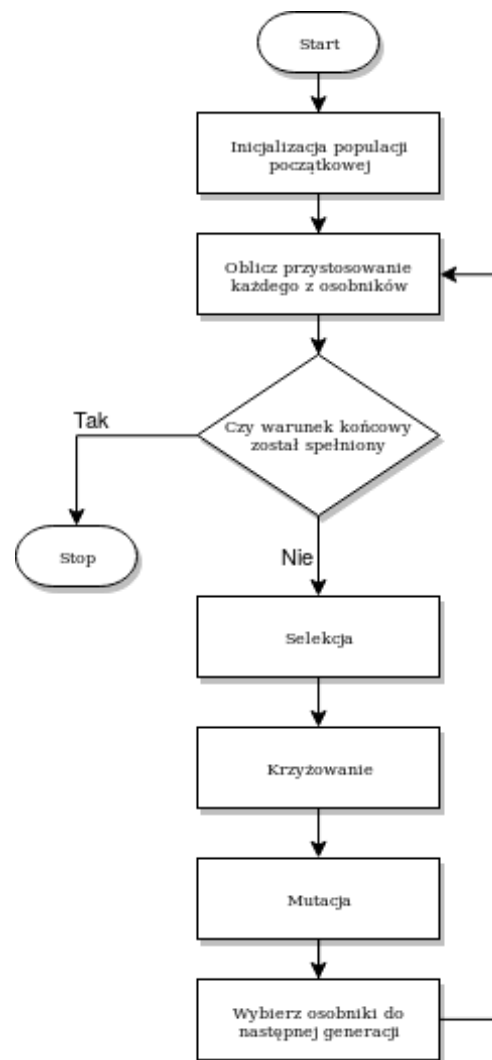 Start
Inicjalizacja populacji
początkowej
Oblicz przystosowanie
każdego z osobników
Czy warunek końcowy
został spełniony
Tak
Stop
Nie
Selekcja
Krzyżowanie
Mutacja
Wybierz osobniki do
następnej generacji